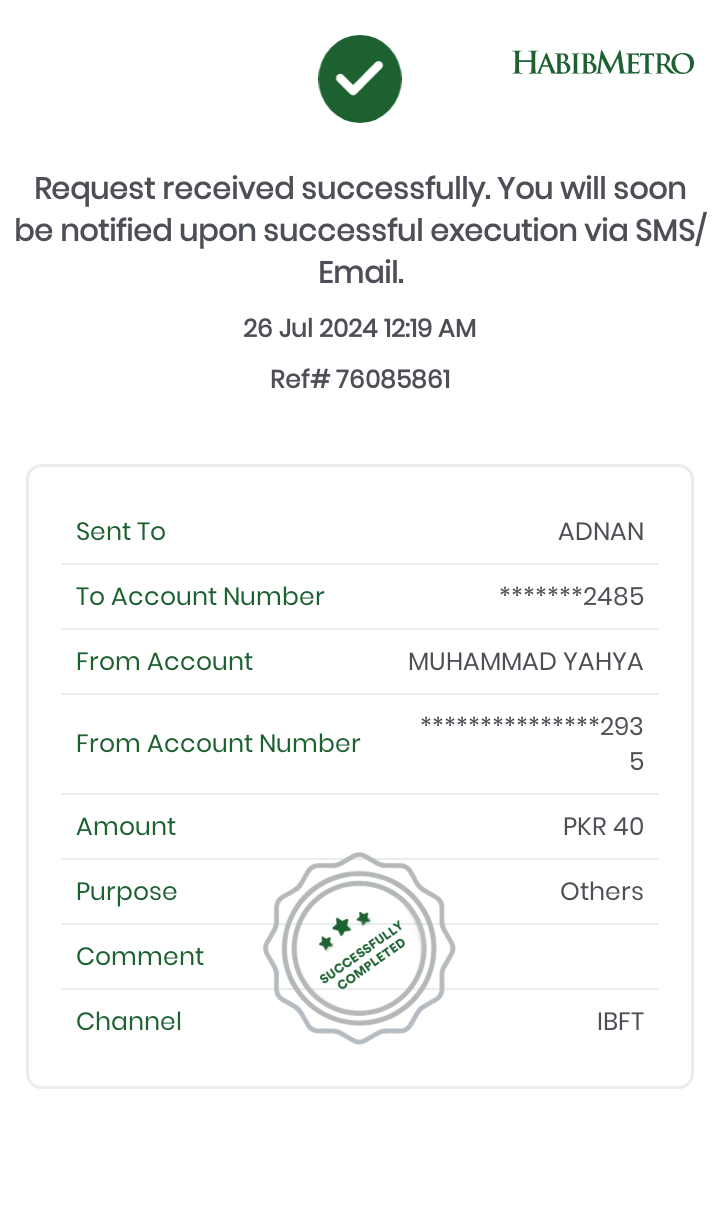 HABIBMETRO
Request received successfully. You will soon
be notified upon successful execution via SMS/
Email.
26 Jul 2024 12:19 AM
Ref# 76085861
Sent To ADNAN
To Account Number *******2485
From Account MUHAMMAD YAHYA
From Account Number ***************293
5
Amount PKR 40
Purpose Others
Comment
SUCCESSFULLY
COMPLETED
Channel IBFT